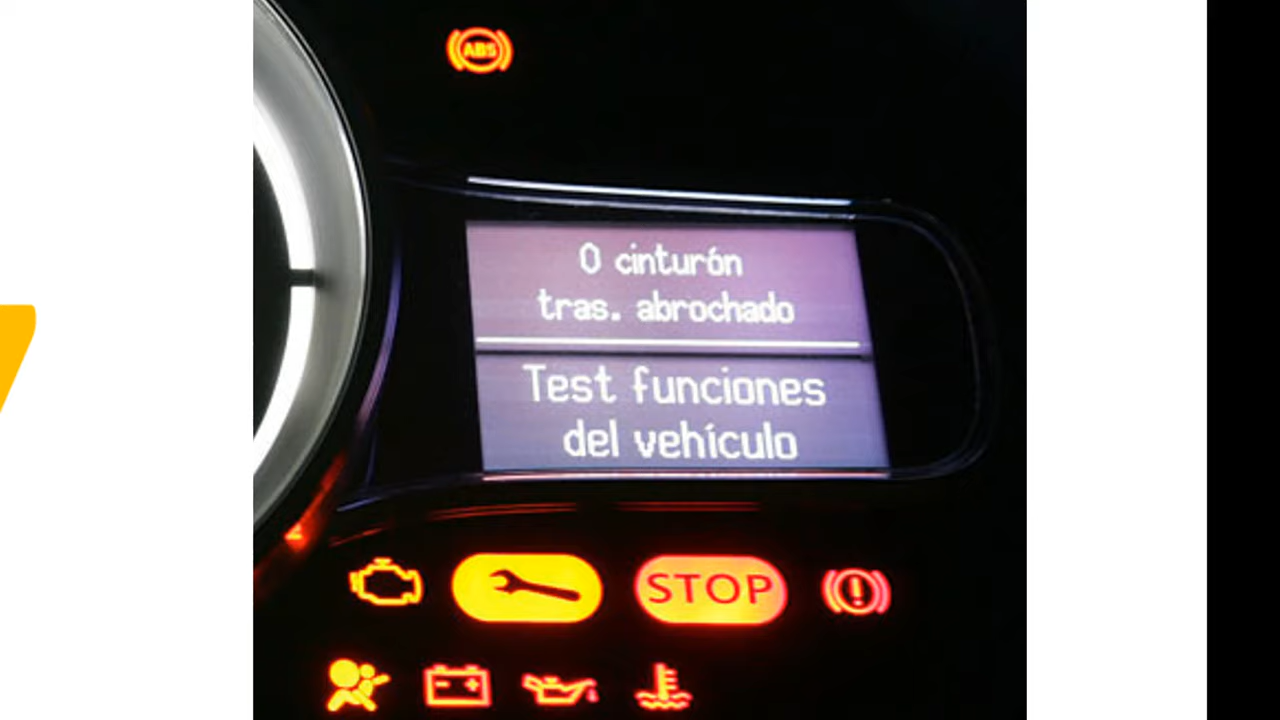 ABS
0 cinturón
tras. abrochado
Test funciones
del vehículo
STOP